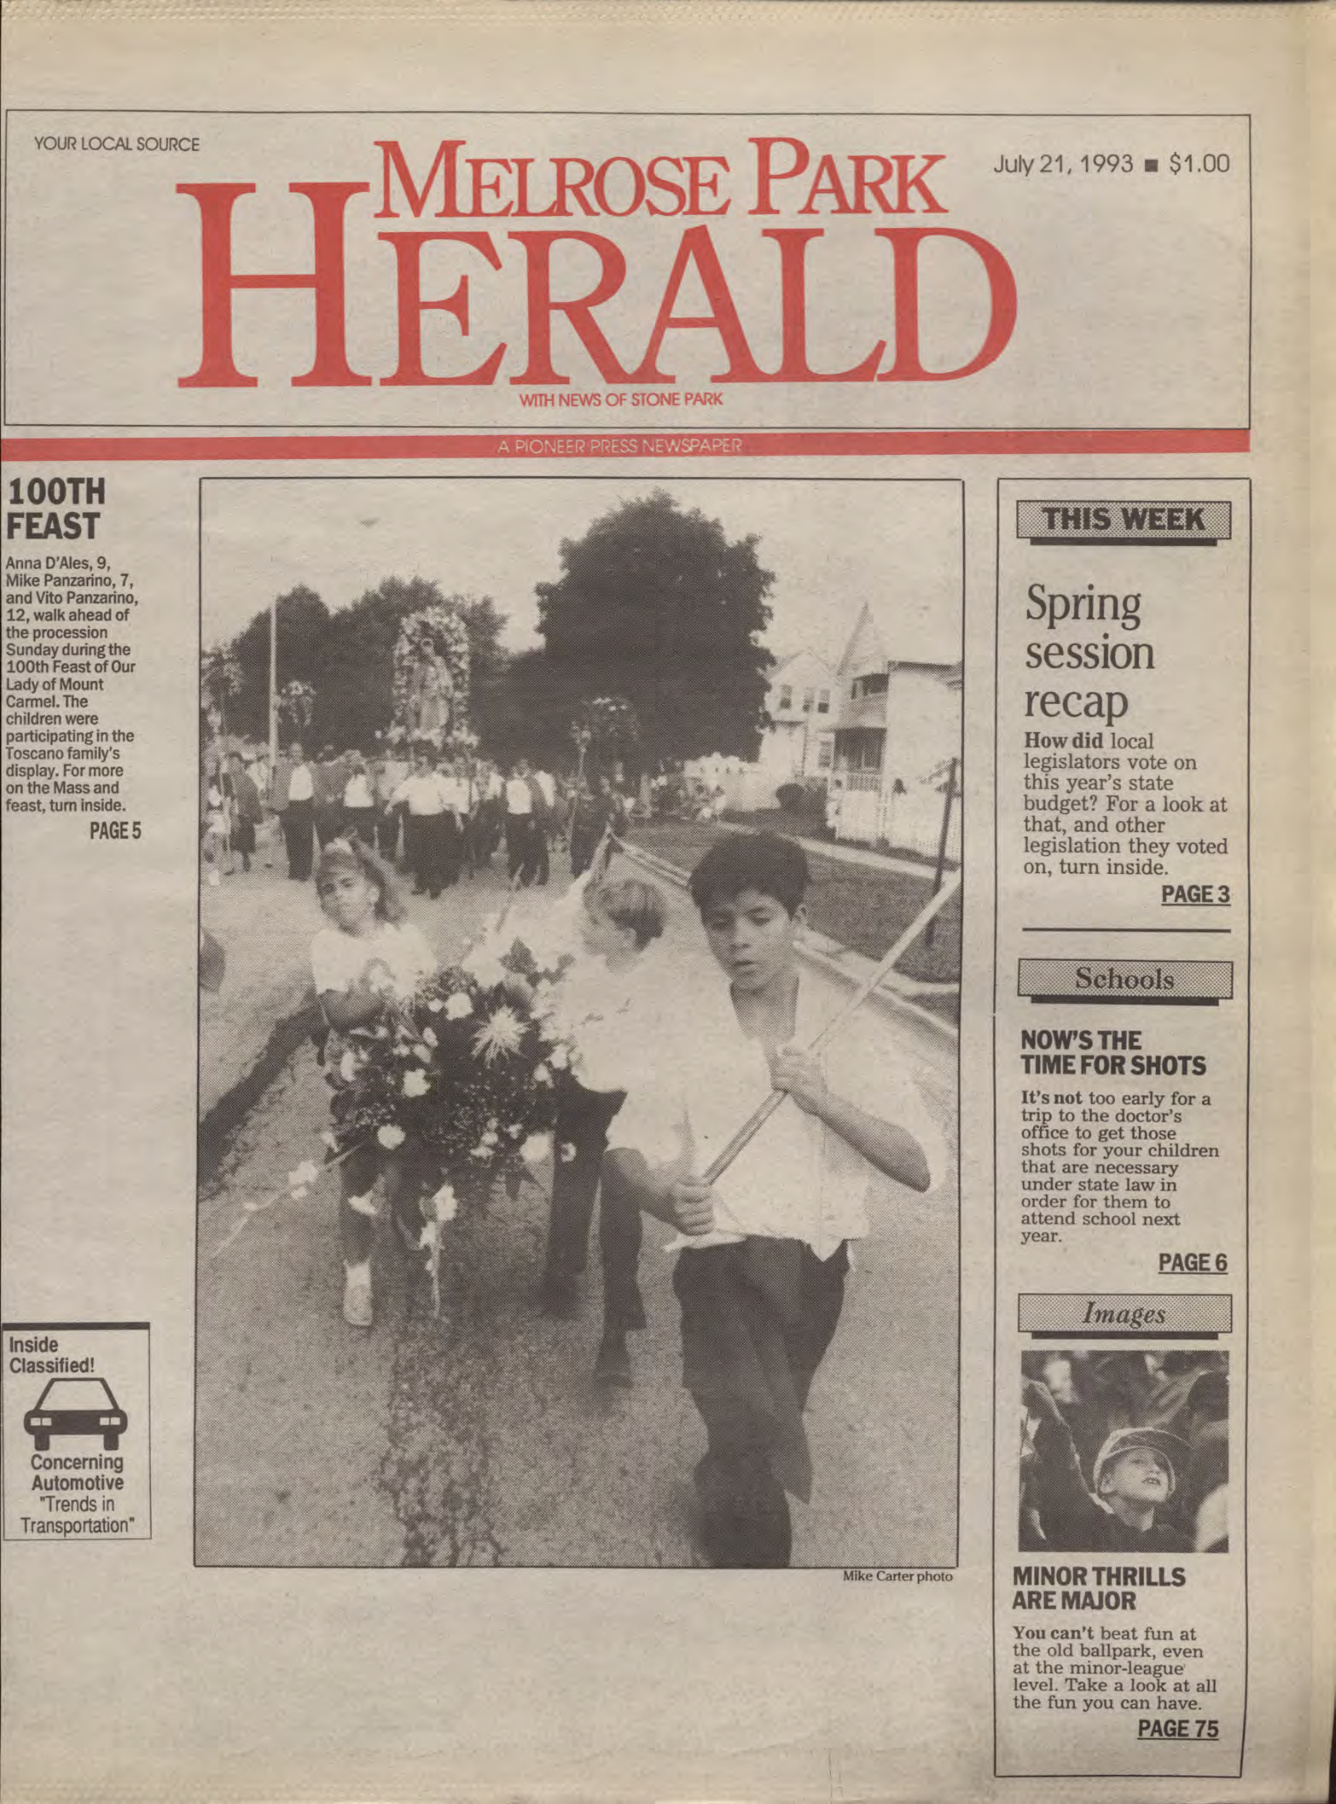 YOUR LOCAL SOURCE
July 21, 1993 ■ $1.00
MELROSE PARK
HERALD
WITH NEWS OF STONE PARK
A PIONEER PRESS NEWSPAPER
100TH
FEAST
Anna D'Ales, 9,
Mike Panzarino, 7,
and Vito Panzarino,
12, walk ahead of
the procession
Sunday during the
100th Feast of Our
Lady of Mount
Carmel. The
children were
participating in the
Toscano family's
display. For more
on the Mass and
feast, turn inside.
PAGE 5
Inside
Classified!
Concerning
Automotive
"Trends in
Transportation"
Mike Carter photo
THIS WEEK
Spring
session
recap
How did local
legislators vote on
this year's state
budget? For a look at
that, and other
legislation they voted
on, turn inside.
PAGE 3
Schools
NOW'S THE
TIME FOR SHOTS
It's not too early for a
trip to the doctor's
office to get those
shots for your children
that are necessary
under state law in
order for them to
attend school next
year.
PAGE 6
Images
MINOR THRILLS
ARE MAJOR
You can't beat fun at
the old ballpark, even
at the minor-league
level. Take a look at all
the fun you can have.
PAGE 75